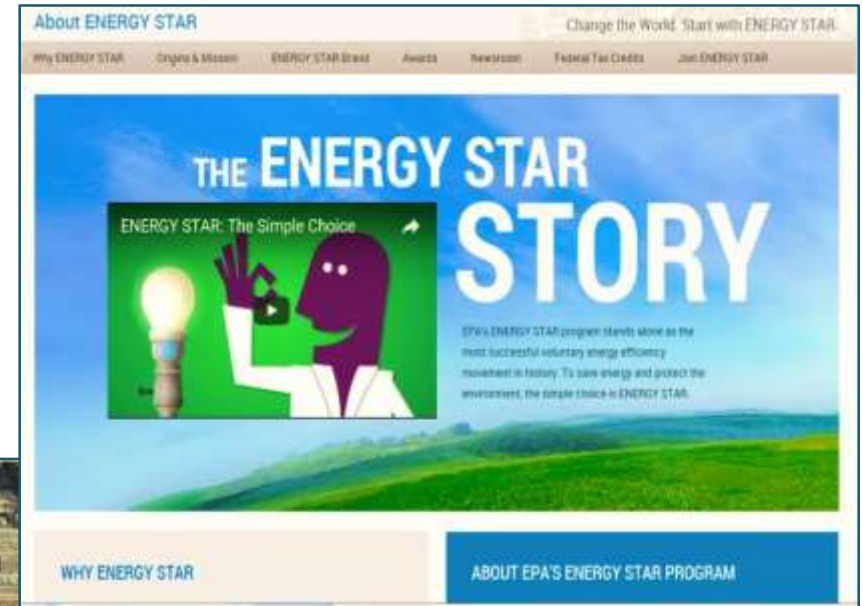 About ENERGY STAR
Change the World. Start with ENERGY STAR.
Why ENERGY STAR Origins & Mission ENERGY STAR Brand Awards Newsroom Federal Tax Credits Join ENERGY STAR
THE ENERGY STAR
STORY
ENERGY STAR: The Simple Choice
EPA's ENERGY STAR program stands alone as the
most successful voluntary energy efficiency
movement in history. To save energy and protect the
environment, the simple choice is ENERGY STAR.
WHY ENERGY STAR
ABOUT EPA'S ENERGY STAR PROGRAM